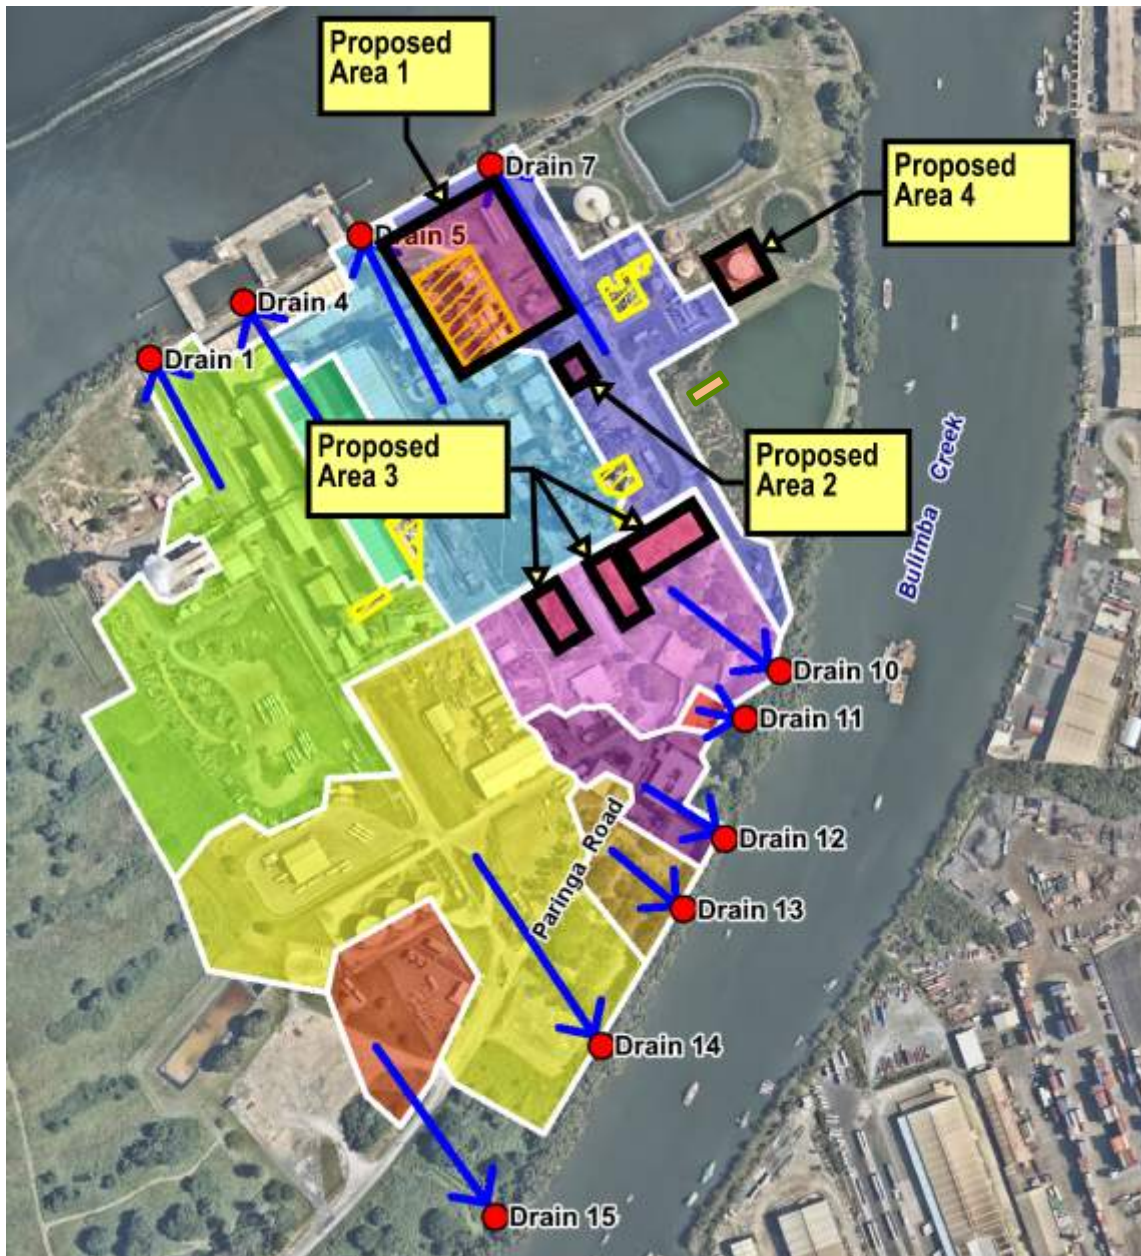 Proposed
Area 1
Drain 7
Proposed
Area 4
Drain 5
Drain 4
Drain 1
Proposed
Area 3
Proposed
Area 2
Bulimba Creek
Drain 10
Drain 11
Paringa Road
Drain 12
Drain 13
Drain 14
Drain 15